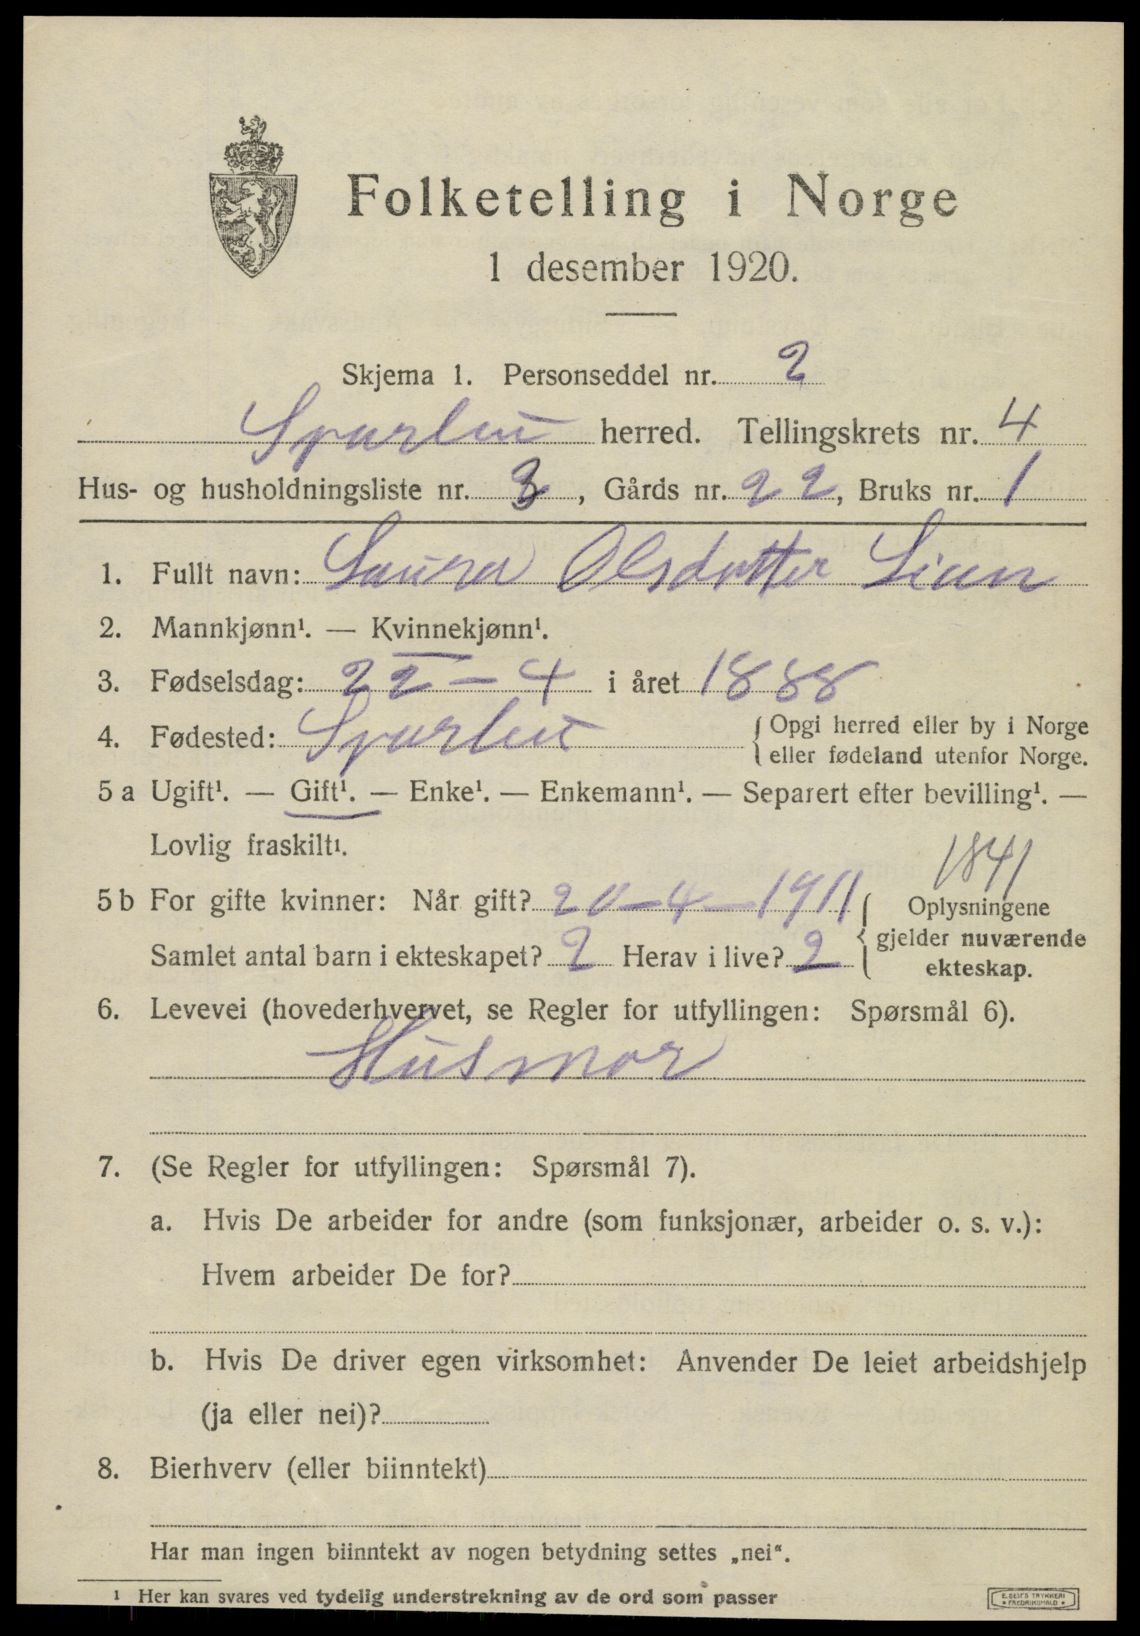 Folketelling i Norge
1 desember 1920.
Skjema 1. Personseddel nr. 2
Sparbu herred. Tellingskrets nr. 4
Hus- og husholdningsliste nr. 3, Gårds nr. 22, Bruks nr. 1
1. Fullt navn: Laura Olsdatter Lian
2. Mannkjønn¹. — Kvinnekjønn¹.
3. Fødselsdag: 22 - 4 i året 1888
4. Fødested: Sparbu { Opgi herred eller by i Norge
eller fødeland utenfor Norge.
5 a Ugift¹. — Gift¹. — Enke¹. — Enkemann¹. — Separert efter bevilling¹. —
Lovlig fraskilt¹.
1841
5 b For gifte kvinner: Når gift? 20-4-1911 { Oplysningene
Samlet antal barn i ekteskapet? 2 Herav i live? 2 gjelder nuværende
ekteskap.
6. Levevei (hovederhvervet, se Regler for utfyllingen: Spørsmål 6).
Husmor
7. (Se Regler for utfyllingen: Spørsmål 7).
a. Hvis De arbeider for andre (som funksjonær, arbeider o. s. v.):
Hvem arbeider De for?
b. Hvis De driver egen virksomhet: Anvender De leiet arbeidshjelp
(ja eller nei)?
8. Bierhverv (eller biinntekt)
Har man ingen biinntekt av nogen betydning settes „nei“.
¹ Her kan svares ved tydelig understrekning av de ord som passer
E. SEM'S TRYKKERI
FREDRIKSHALD